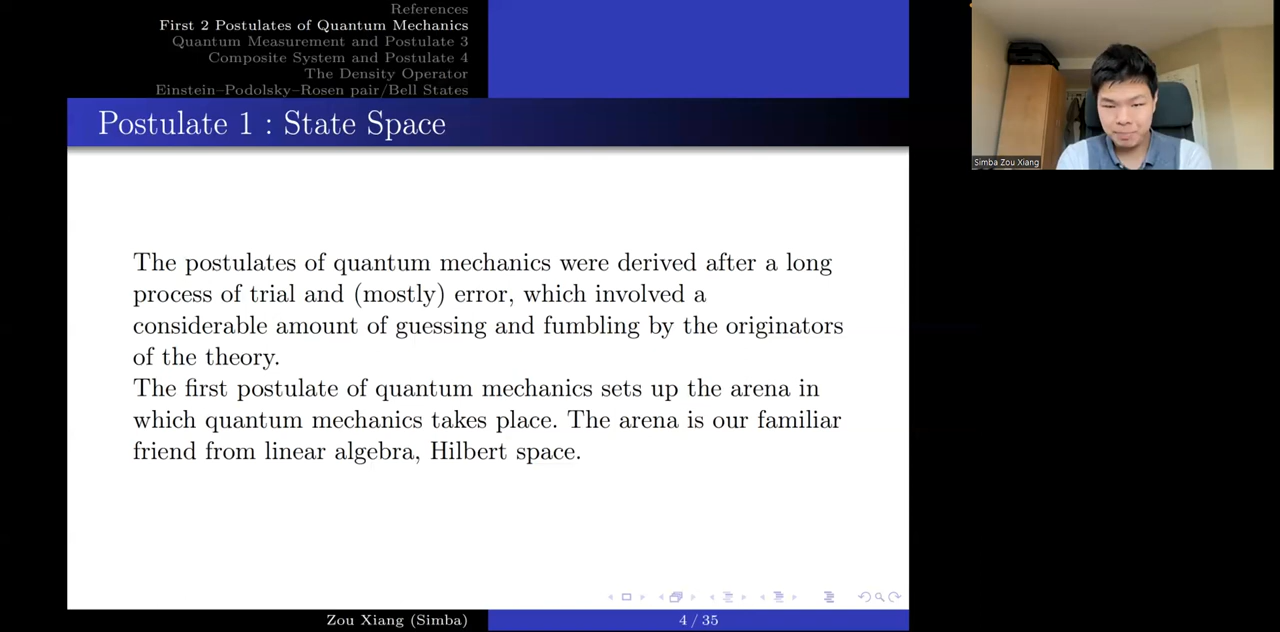 References
First 2 Postulates of Quantum Mechanics
Quantum Measurement and Postulate 3
Composite System and Postulate 4
The Density Operator
Einstein–Podolsky–Rosen pair/Bell States
Postulate 1 : State Space
Simba Zou Xiang
The postulates of quantum mechanics were derived after a long
process of trial and (mostly) error, which involved a
considerable amount of guessing and fumbling by the originators
of the theory.
The first postulate of quantum mechanics sets up the arena in
which quantum mechanics takes place. The arena is our familiar
friend from linear algebra, Hilbert space.
Zou Xiang (Simba)
4 / 35